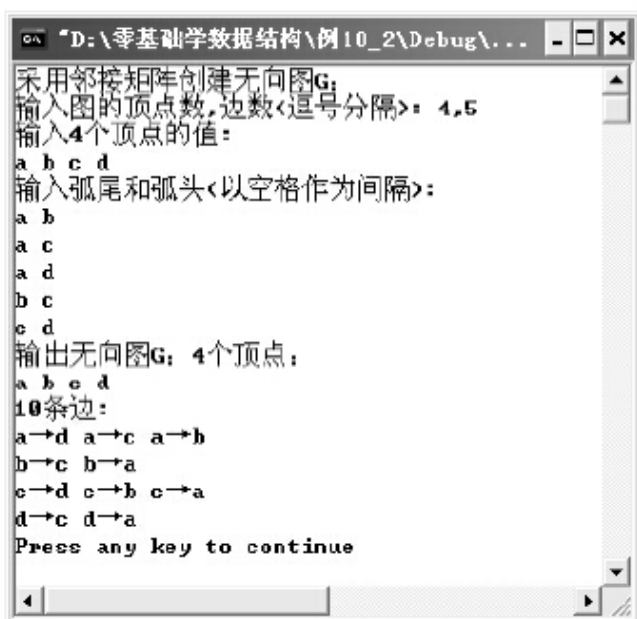 "D:\零基础学数据结构\例10_2\Debug\...
采用邻接矩阵创建无向图G：
输入图的顶点数,边数<逗号分隔>: 4,5
输入4个顶点的值:
a b c d
输入弧尾和弧头<以空格作为间隔>:
a b
a c
a d
b c
c d
输出无向图G：4个顶点：
a b c d
10条边:
a→d a→c a→b
b→c b→a
c→d c→b c→a
d→c d→a
Press any key to continue